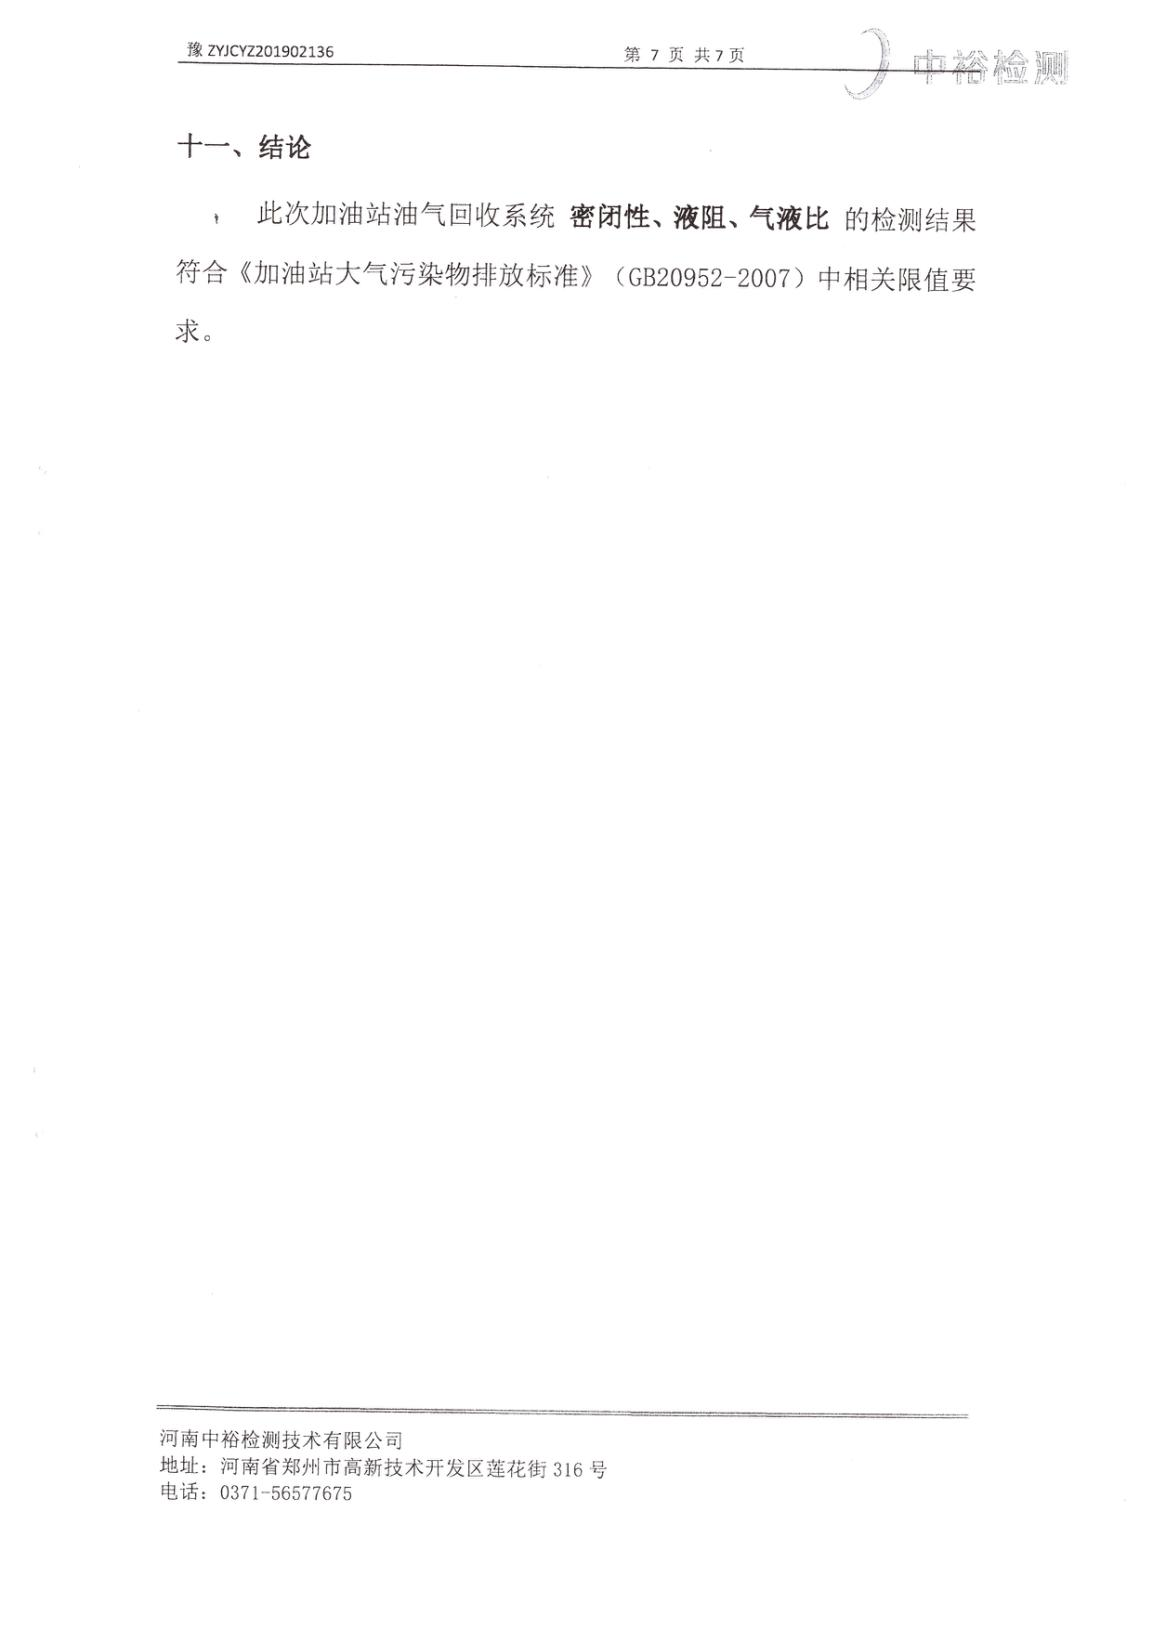 豫 ZYJCYZ201902136 第 7 页 共 7 页 中裕检测
十一、结论
此次加油站油气回收系统 密闭性、液阻、气液比 的检测结果
符合《加油站大气污染物排放标准》（GB20952-2007）中相关限值要
求。
河南中裕检测技术有限公司
地址：河南省郑州市高新技术开发区莲花街 316 号
电话：0371-56577675